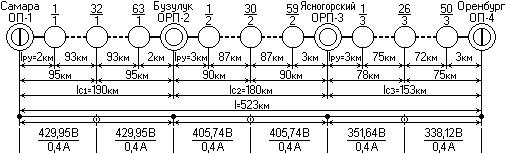 Самара 1 32 63 Бузулук 1 30 59 Ясногорский 1 26 50 Оренбург
ОП-1 1 1 1 ОРП-2 2 2 2 ОРП-3 3 3 3 ОП-4
lру=2км 93км 93км 2км lру=3км 87км 87км 3км lру=3км 75км 72км 3км
95км 95км 90км 90км 78км 75км
lс1=190км lс2=180км lс3=153км
l=523км
429,95В 429,95В 405,74В 405,74В 351,64В 338,12В
0,4А 0,4А 0,4А 0,4А 0,4А 0,4А